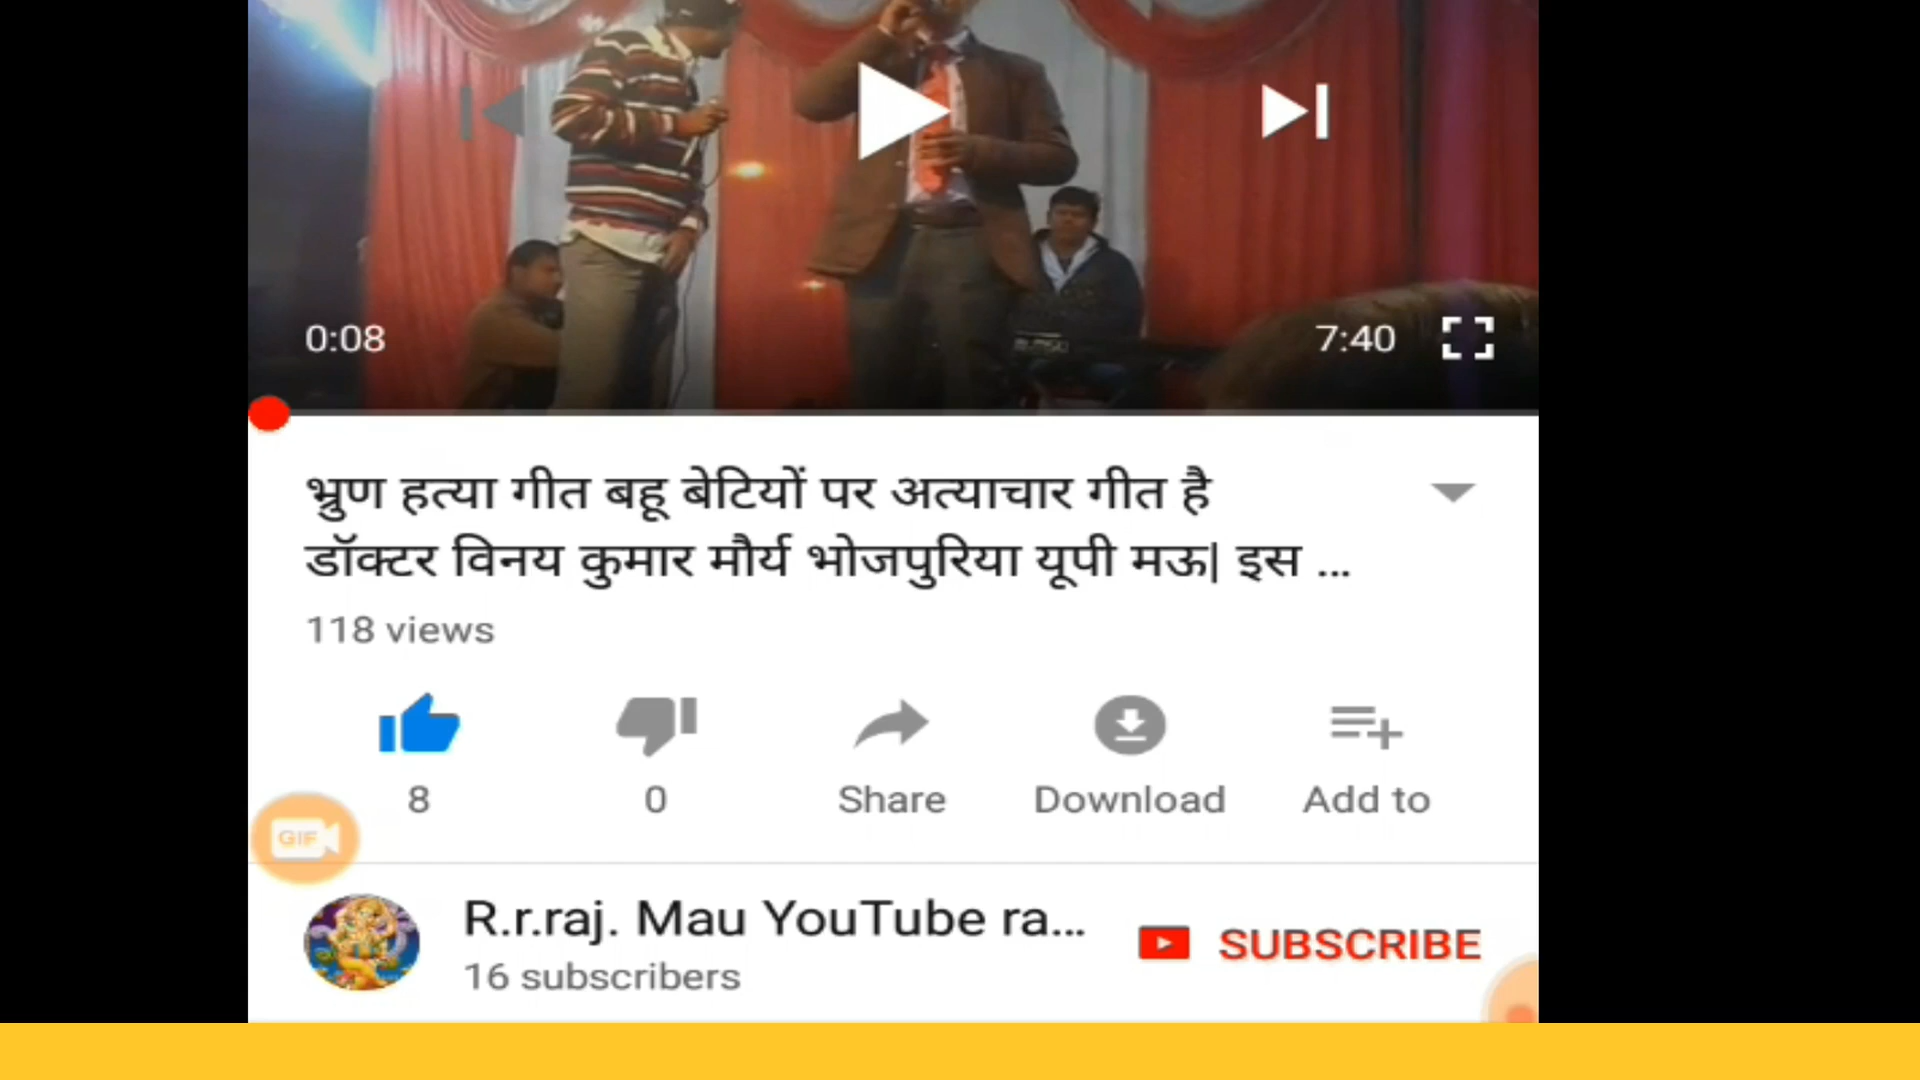 0:08
7:40
भ्रुण हत्या गीत बहू बेटियों पर अत्याचार गीत है
डॉक्टर विनय कुमार मौर्य भोजपुरिया यूपी मऊ| इस ...
118 views
8
0
Share
Download
Add to
GIF
R.r.raj. Mau YouTube ra...
SUBSCRIBE
16 subscribers